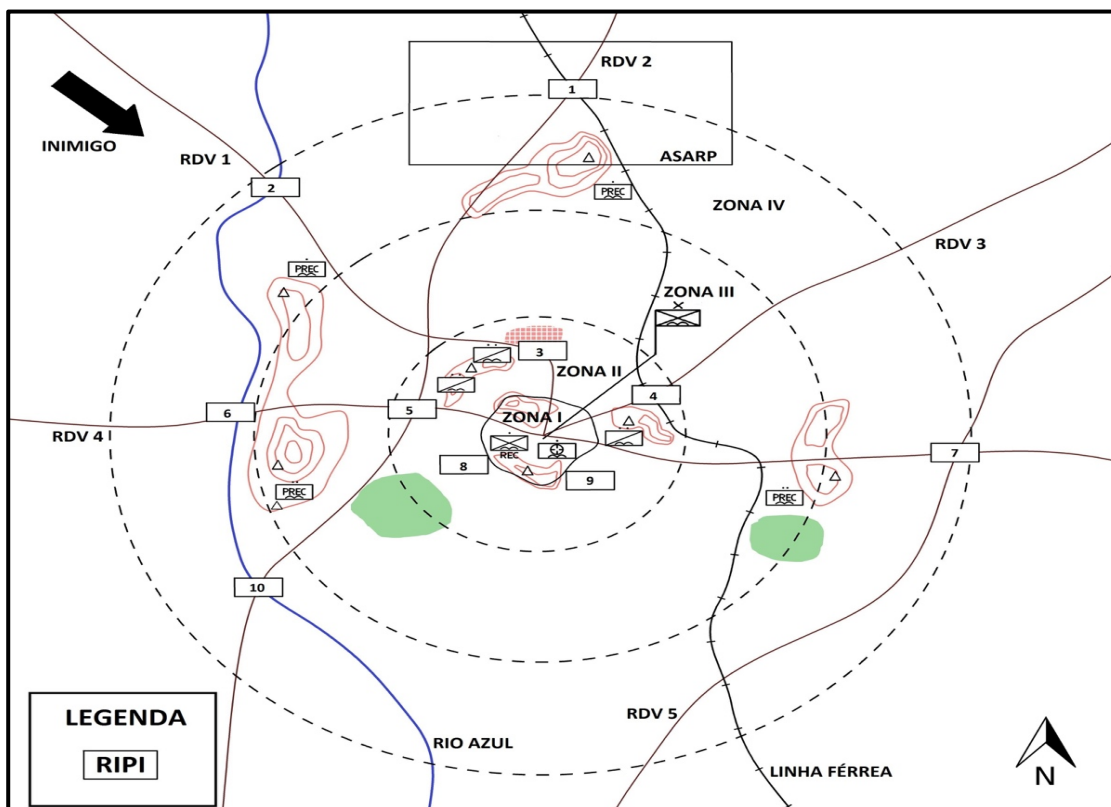 RDV 2
1
INIMIGO
RDV 1
ASARP
2
PREC
ZONA IV
RDV 3
PREC
ZONA III
3
ZONA II
4
6
5
ZONA I
RDV 4
REC
8
7
9
PREC
PREC
10
RDV 5
LEGENDA
RIPI
RIO AZUL
LINHA FÉRREA
N